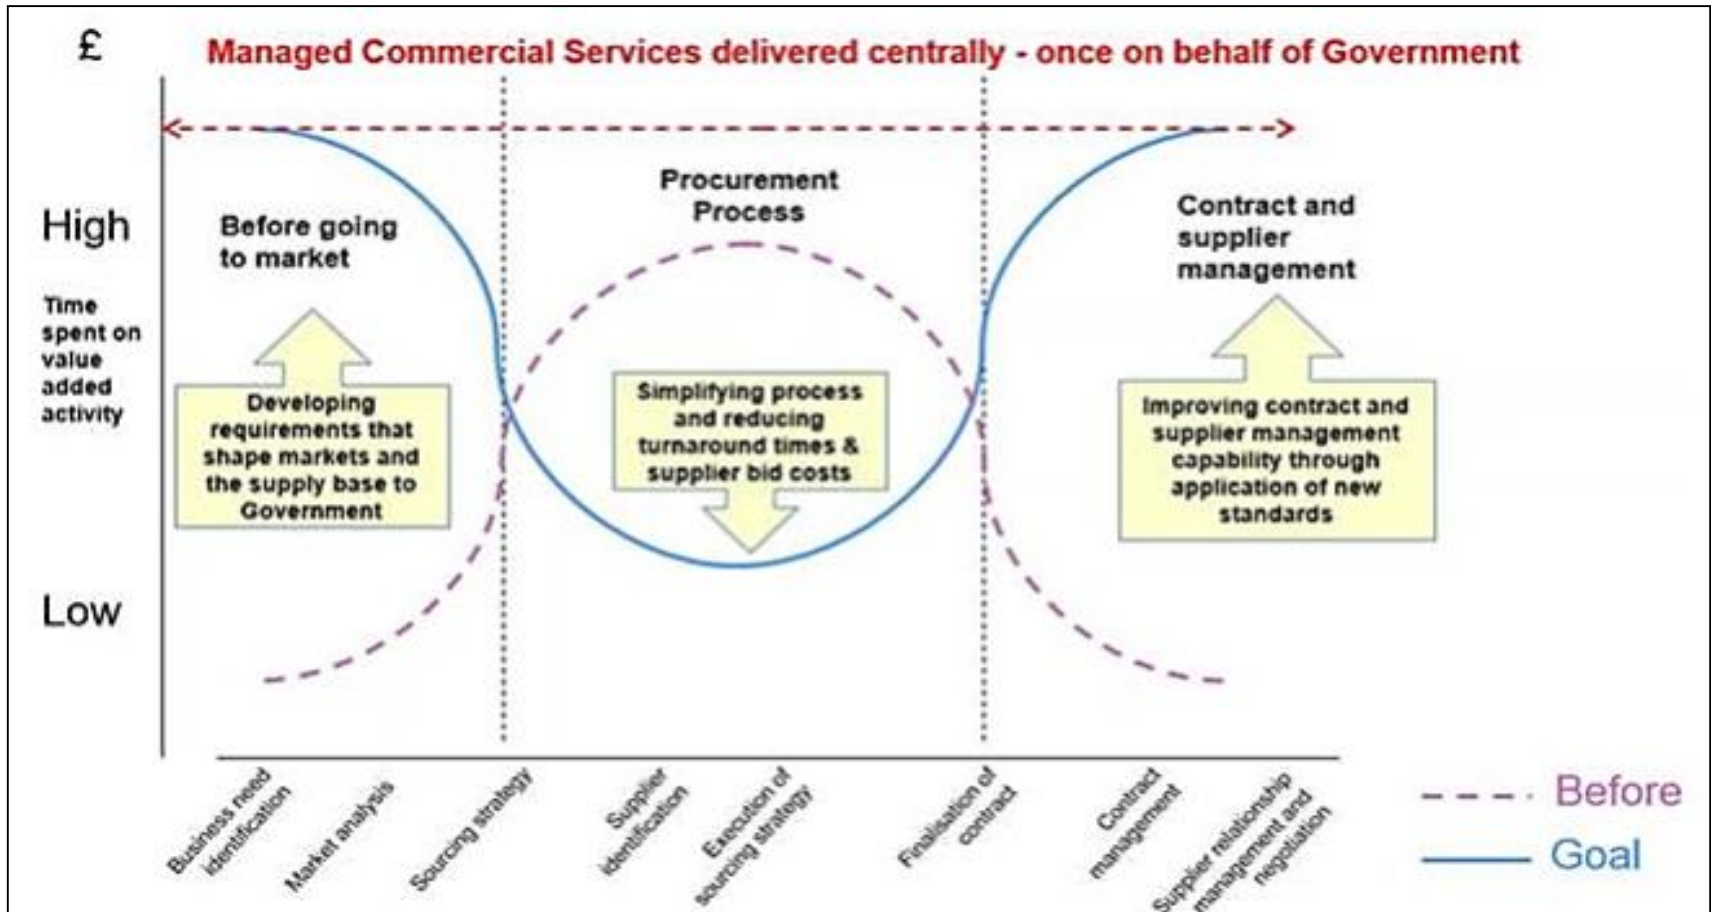 £
Managed Commercial Services delivered centrally - once on behalf of Government
High
Time
spent on
value
added
activity
Low
Before going
to market
Developing
requirements that
shape markets and
the supply base to
Government
Procurement
Process
Simplifying process
and reducing
turnaround times &
supplier bid costs
Contract and
supplier
management
Improving contract and
supplier management
capability through
application of new
standards
Business need
identification
Market analysis
Sourcing strategy
Supplier
identification
Execution of
sourcing strategy
Finalisation of
contract
Contract
management
Supplier relationship
management and
negotiation
Before
Goal